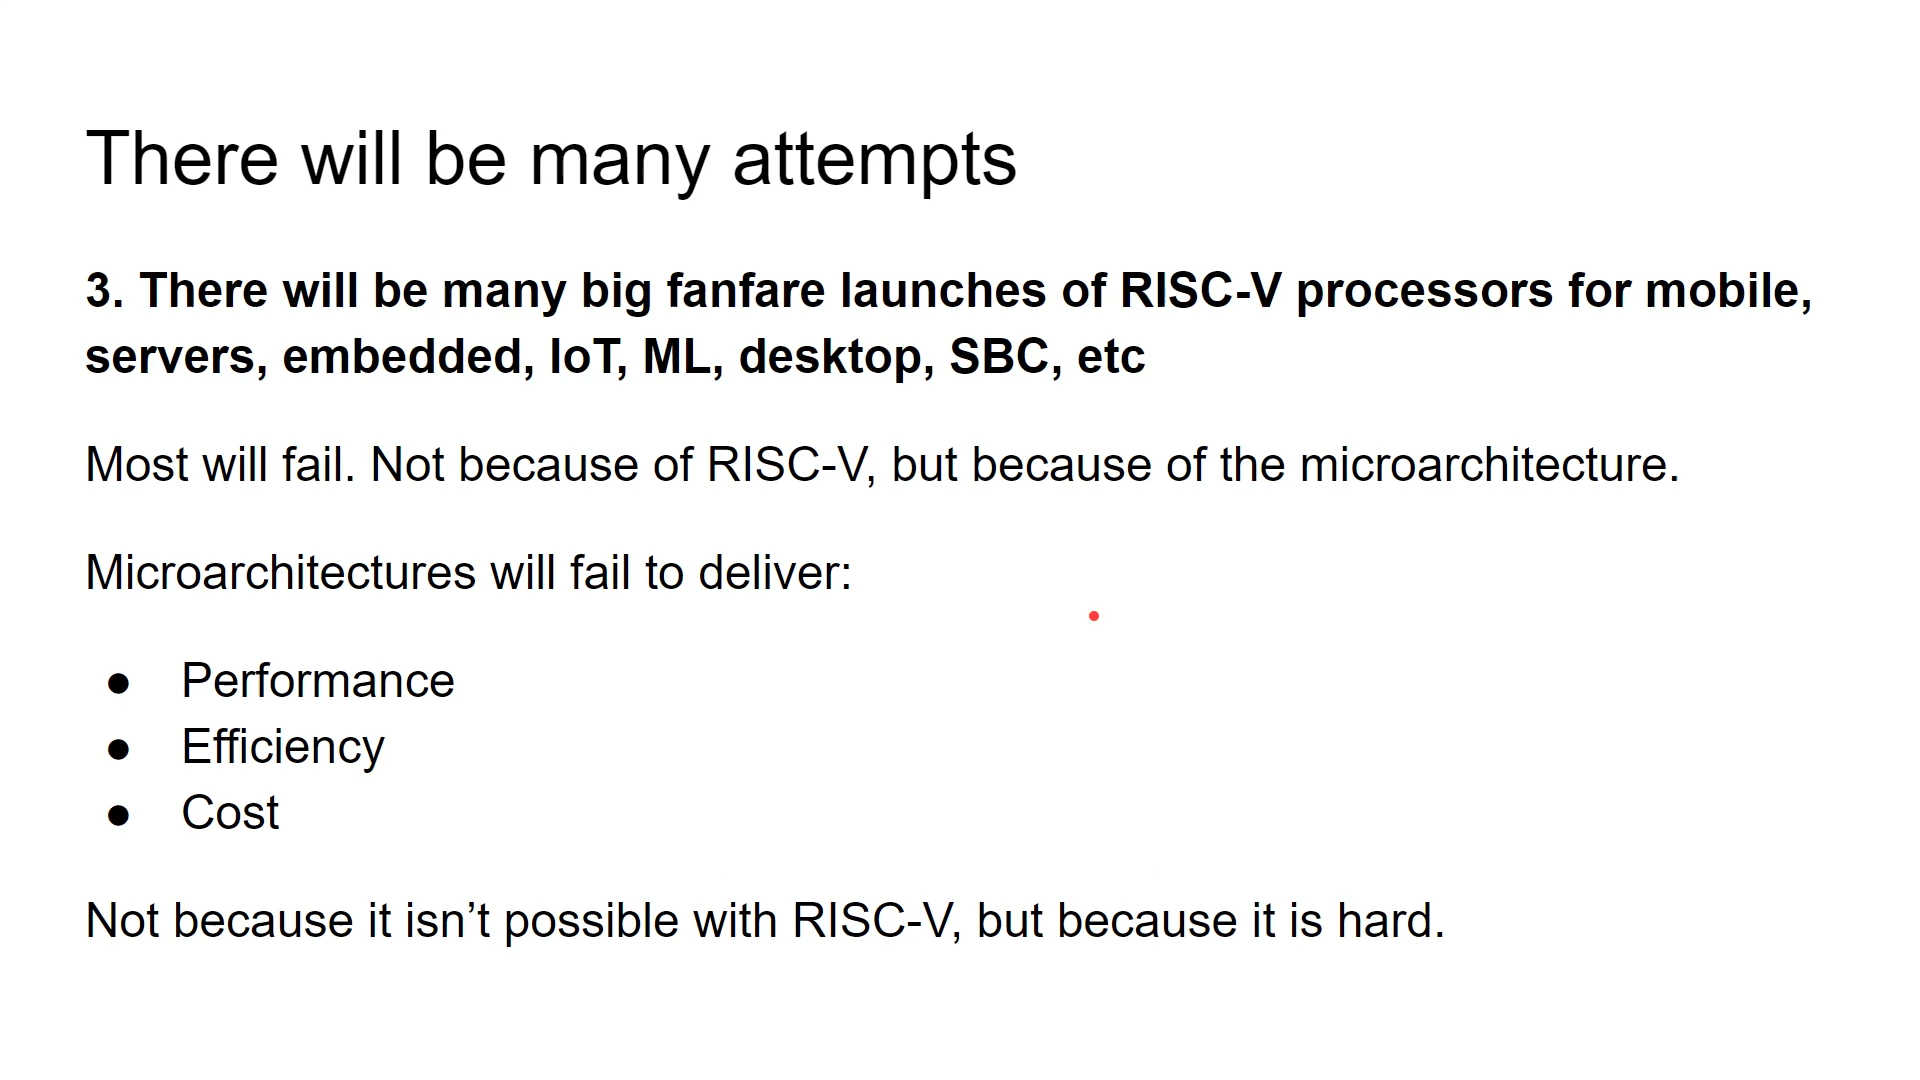 There will be many attempts
3. There will be many big fanfare launches of RISC-V processors for mobile,
servers, embedded, IoT, ML, desktop, SBC, etc
Most will fail. Not because of RISC-V, but because of the microarchitecture.
Microarchitectures will fail to deliver:
● Performance
● Efficiency
● Cost
Not because it isn’t possible with RISC-V, but because it is hard.